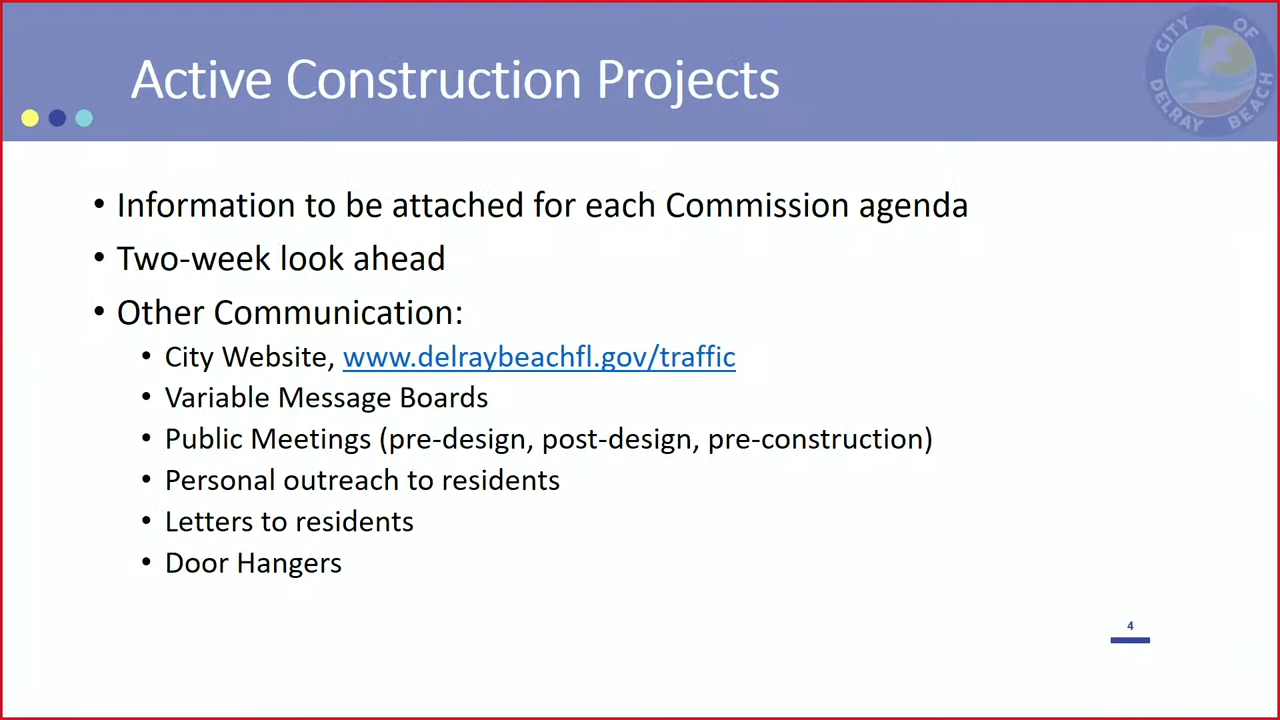 Active Construction Projects
CITY OF
DELRAY BEACH
• Information to be attached for each Commission agenda
• Two-week look ahead
• Other Communication:
• City Website, www.delraybeachfl.gov/traffic
• Variable Message Boards
• Public Meetings (pre-design, post-design, pre-construction)
• Personal outreach to residents
• Letters to residents
• Door Hangers
4